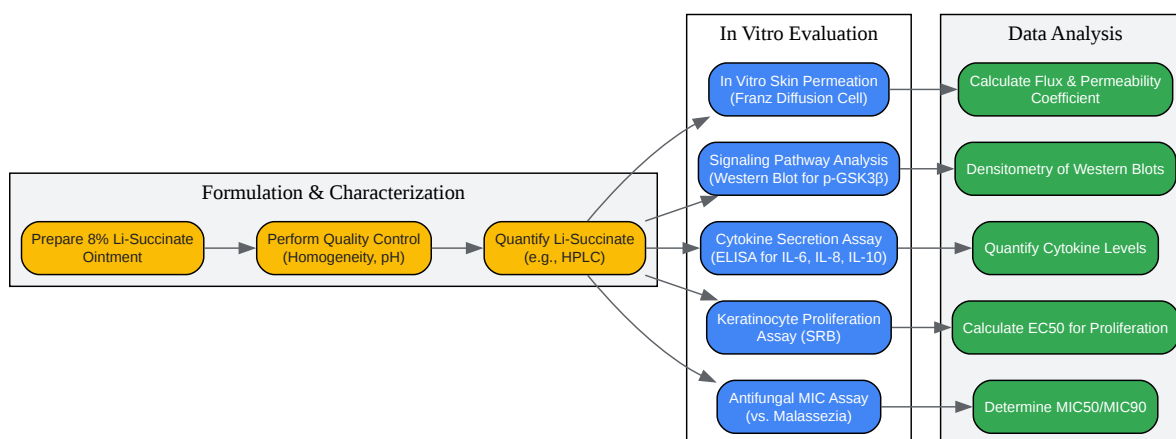 Formulation & Characterization
Prepare 8% Li-Succinate
Ointment
Perform Quality Control
(Homogeneity, pH)
Quantify Li-Succinate
(e.g., HPLC)
In Vitro Evaluation
In Vitro Skin Permeation
(Franz Diffusion Cell)
Signaling Pathway Analysis
(Western Blot for p-GSK3β)
Cytokine Secretion Assay
(ELISA for IL-6, IL-8, IL-10)
Keratinocyte Proliferation
Assay (SRB)
Antifungal MIC Assay
(vs. Malassezia)
Data Analysis
Calculate Flux & Permeability
Coefficient
Densitometry of Western Blots
Quantify Cytokine Levels
Calculate EC50 for Proliferation
Determine MIC50/MIC90